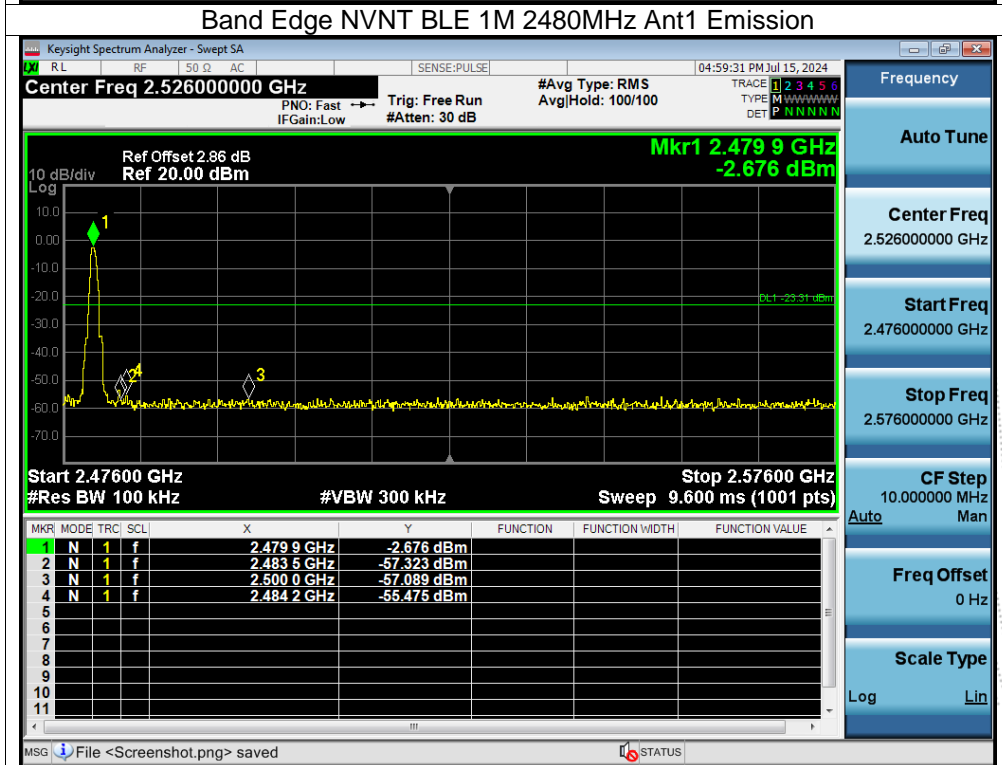 Band Edge NVNT BLE 1M 2480MHz Ant1 Emission
Keysight Spectrum Analyzer - Swept SA
LXI RL RF 50 Ω AC SENSE:PULSE 04:59:31 PM Jul 15, 2024
Center Freq 2.526000000 GHz #Avg Type: RMS TRACE 1 2 3 4 5 6
PNO: Fast Trig: Free Run Avg|Hold: 100/100 TYPE M WWWWW
IFGain:Low #Atten: 30 dB DET P N N N N N
Mkr1 2.479 9 GHz
-2.676 dBm
Ref Offset 2.86 dB
10 dB/div Ref 20.00 dBm
Log
10.0
1
0.00
-10.0
-20.0
DL1 -23.31 dBm
-30.0
-40.0
-50.0
2 4 3
-60.0
-70.0
Start 2.47600 GHz Stop 2.57600 GHz
#Res BW 100 kHz #VBW 300 kHz Sweep 9.600 ms (1001 pts)
MKR MODE TRC SCL X Y FUNCTION FUNCTION WIDTH FUNCTION VALUE
1 N 1 f 2.479 9 GHz -2.676 dBm
2 N 1 f 2.483 5 GHz -57.323 dBm
3 N 1 f 2.500 0 GHz -57.089 dBm
4 N 1 f 2.484 2 GHz -55.475 dBm
5
6
7
8
9
10
11
MSG File <Screenshot.png> saved STATUS
Frequency
Auto Tune
Center Freq
2.526000000 GHz
Start Freq
2.476000000 GHz
Stop Freq
2.576000000 GHz
CF Step
10.000000 MHz
Auto Man
Freq Offset
0 Hz
Scale Type
Log Lin